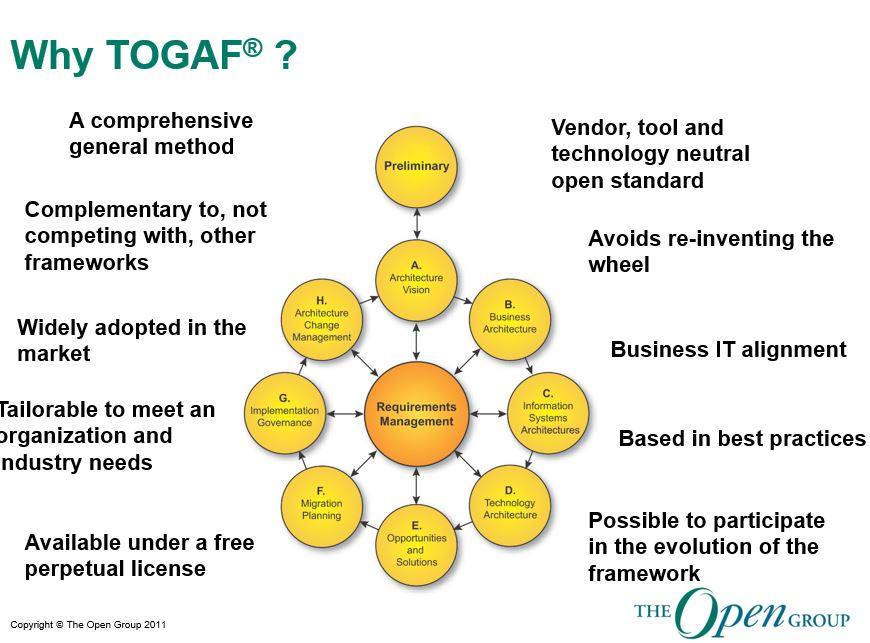 Why TOGAF® ?
A comprehensive
general method
Complementary to, not
competing with, other
frameworks
Widely adopted in the
market
Tailorable to meet an
organization and
industry needs
Available under a free
perpetual license
Preliminary
A.
Architecture
Vision
B.
Business
Architecture
C.
Information
Systems
Architectures
D.
Technology
Architecture
E.
Opportunities
and
Solutions
F.
Migration
Planning
G.
Implementation
Governance
H.
Architecture
Change
Management
Requirements
Management
Vendor, tool and
technology neutral
open standard
Avoids re-inventing the
wheel
Business IT alignment
Based in best practices
Possible to participate
in the evolution of the
framework
THE Open GROUP
Copyright © The Open Group 2011